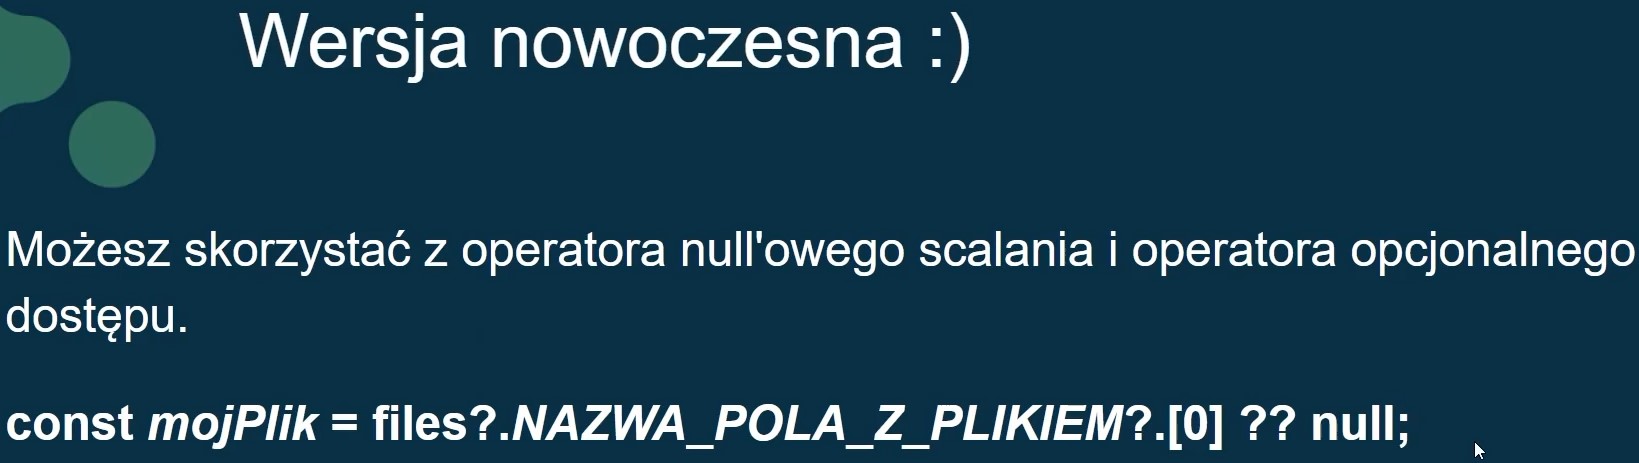 Wersja nowoczesna :)
Możesz skorzystać z operatora null'owego scalania i operatora opcjonalnego
dostępu.
const mojPlik = files?.NAZWA_POLA_Z_PLIKIEM?.[0] ?? null;